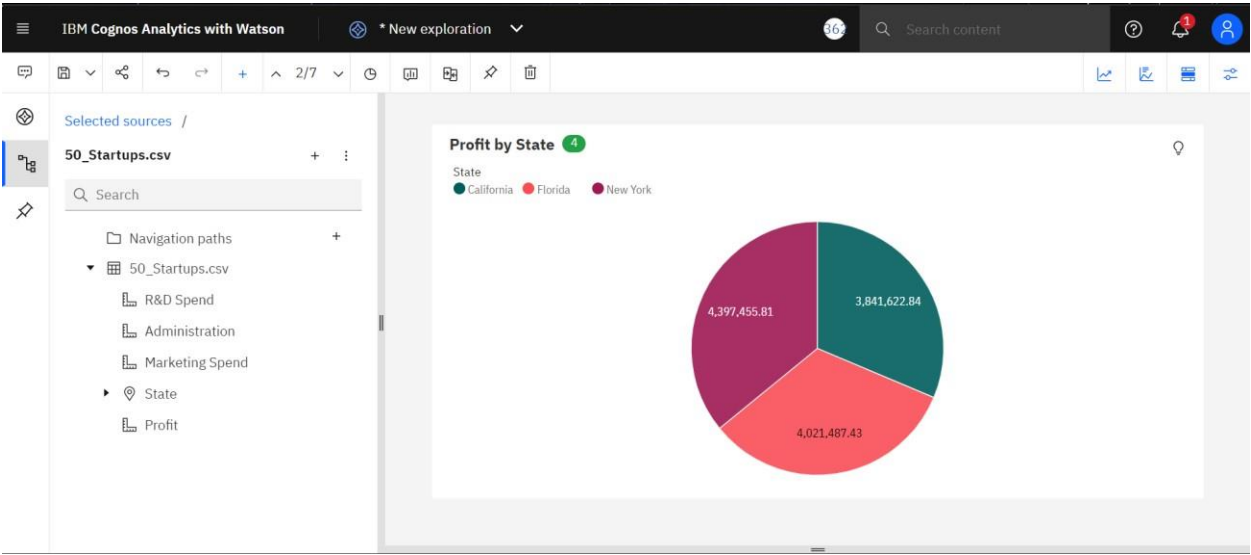 IBM Cognos Analytics with Watson
* New exploration
Search content
1
2/7
Selected sources /
50_Startups.csv
Search
Navigation paths
50_Startups.csv
R&D Spend
Administration
Marketing Spend
State
Profit
Profit by State 4
State
California Florida New York
4,397,455.81
3,841,622.84
4,021,487.43